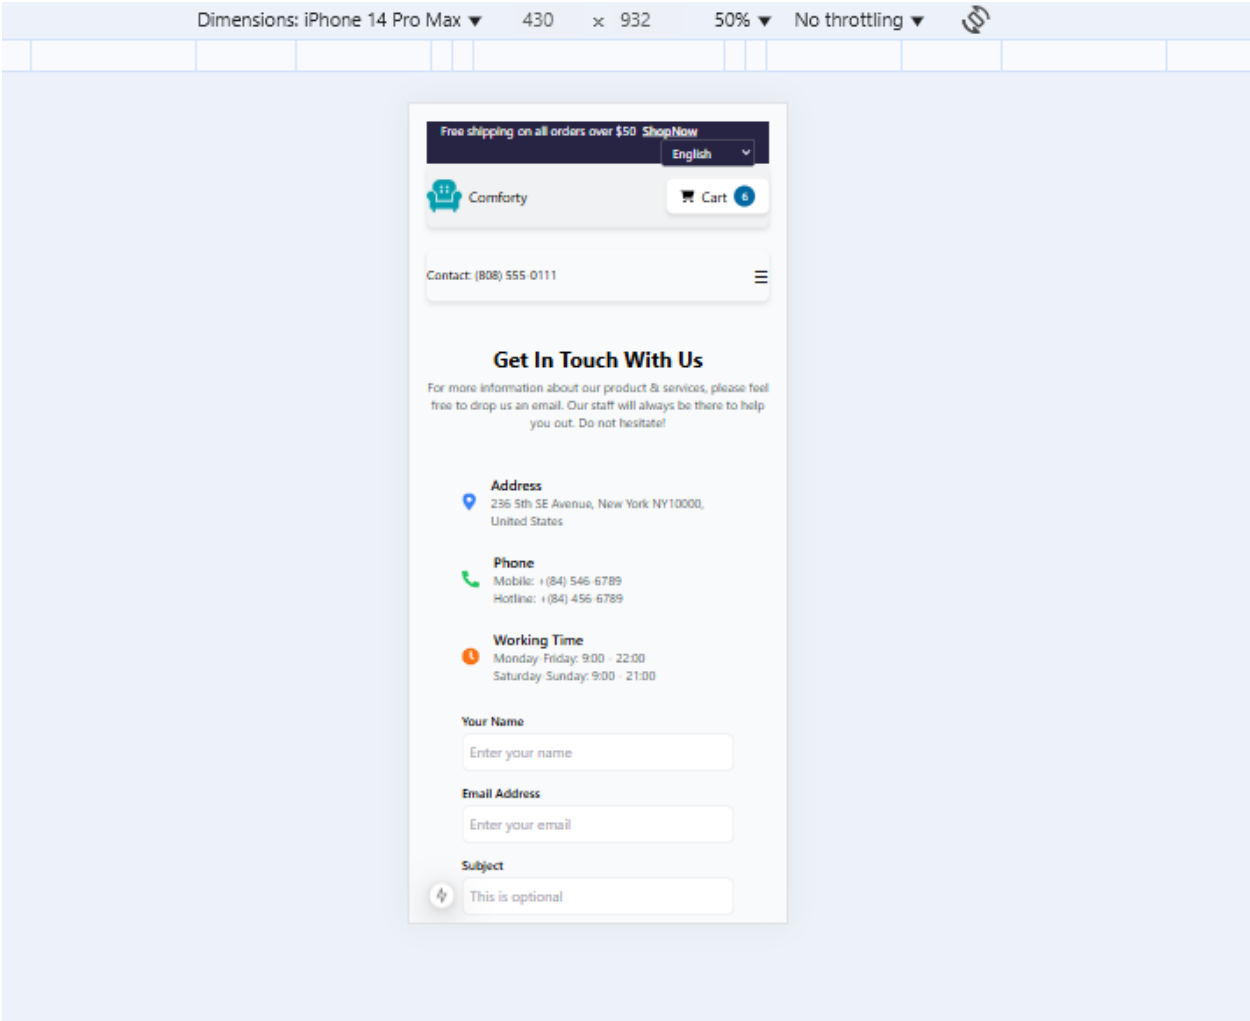 Dimensions: iPhone 14 Pro Max ▼ 430 x 932 50% ▼ No throttling ▼
Free shipping on all orders over $50 ShopNow
English
Comforty
Cart 6
Contact: (808) 555-0111
Get In Touch With Us
For more information about our product & services, please feel
free to drop us an email. Our staff will always be there to help
you out. Do not hesitate!
Address
236 5th SE Avenue, New York NY10000,
United States
Phone
Mobile: +(84) 546-6789
Hotline: +(84) 456-6789
Working Time
Monday-Friday: 9:00 - 22:00
Saturday-Sunday: 9:00 - 21:00
Your Name
Enter your name
Email Address
Enter your email
Subject
This is optional